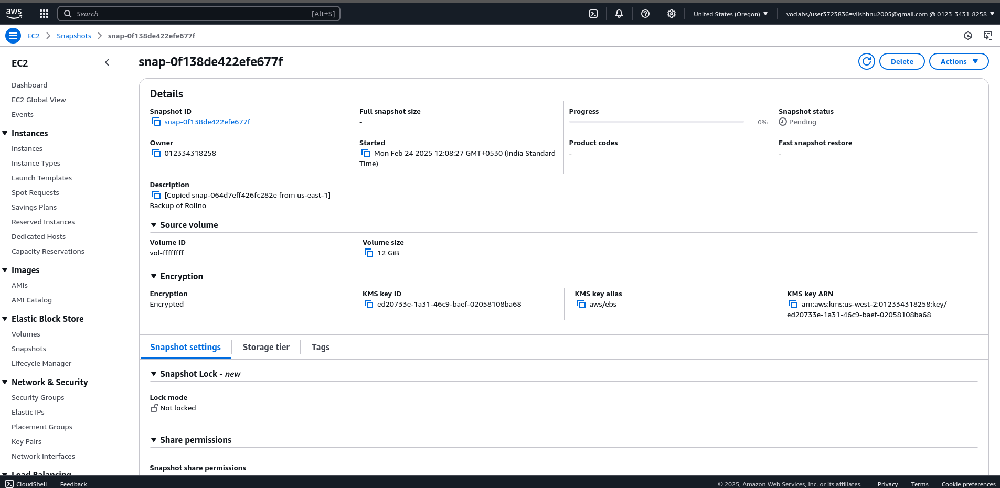 aws
Search [Alt+S]
United States (Oregon)
voclabs/user3723836=viishhnu2005@gmail.com @ 0123-3431-8258
EC2
Snapshots
snap-0f138de422efe677f
EC2
Dashboard
EC2 Global View
Events
Instances
Instances
Instance Types
Launch Templates
Spot Requests
Savings Plans
Reserved Instances
Dedicated Hosts
Capacity Reservations
Images
AMIs
AMI Catalog
Elastic Block Store
Volumes
Snapshots
Lifecycle Manager
Network & Security
Security Groups
Elastic IPs
Placement Groups
Key Pairs
Network Interfaces
Load Balancing
snap-0f138de422efe677f
Delete
Actions
Details
Snapshot ID
snap-0f138de422efe677f
Full snapshot size
-
Progress
0%
Snapshot status
Pending
Owner
012334318258
Started
Mon Feb 24 2025 12:08:27 GMT+0530 (India Standard
Time)
Product codes
-
Fast snapshot restore
-
Description
[Copied snap-064d7eff426fc282e from us-east-1]
Backup of Rollno
Source volume
Volume ID
vol-ffffffff
Volume size
12 GiB
Encryption
Encryption
Encrypted
KMS key ID
ed20733e-1a31-46c9-baef-02058108ba68
KMS key alias
aws/ebs
KMS key ARN
arn:aws:kms:us-west-2:012334318258:key/
ed20733e-1a31-46c9-baef-02058108ba68
Snapshot settings
Storage tier
Tags
Snapshot Lock - new
Lock mode
Not locked
Share permissions
Snapshot share permissions
CloudShell
Feedback
© 2025, Amazon Web Services, Inc. or its affiliates.
Privacy
Terms
Cookie preferences